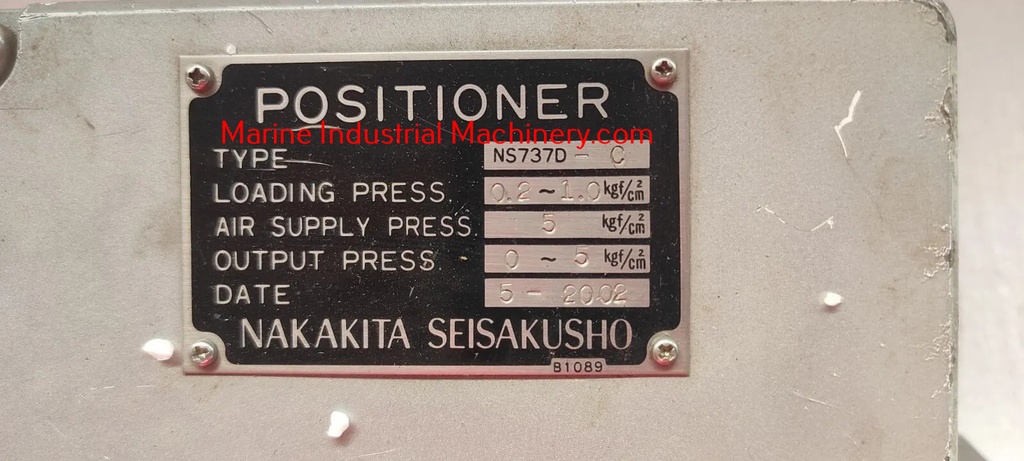 POSITIONER
Marine Industrial Machinery.com
TYPE NS737D - C
LOADING PRESS. 0.2 ~ 1.0 kgf/cm²
AIR SUPPLY PRESS. 5 kgf/cm²
OUTPUT PRESS. 0 ~ 5 kgf/cm²
DATE 5 - 2002
NAKAKITA SEISAKUSHO
B1089